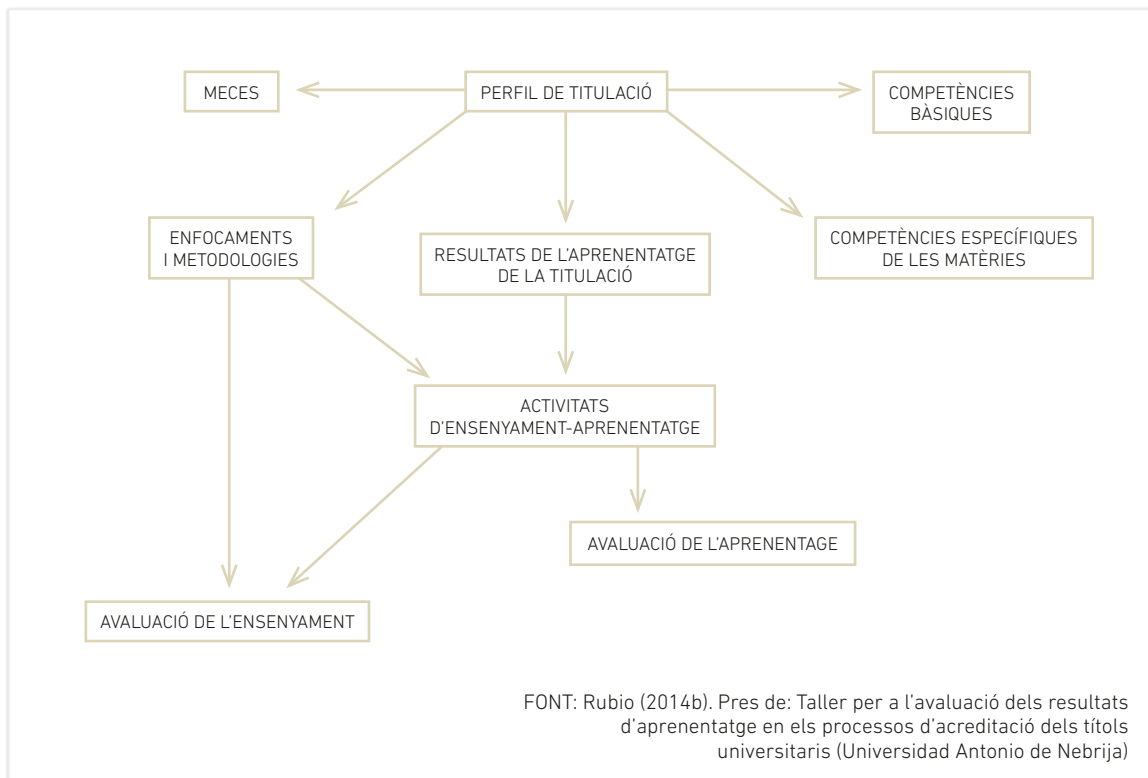 MECES
PERFIL DE TITULACIÓ
COMPETÈNCIES
BÀSIQUES
ENFOCAMENTS
I METODOLOGIES
RESULTATS DE L'APRENENTATGE
DE LA TITULACIÓ
COMPETÈNCIES ESPECÍFIQUES
DE LES MATÈRIES
ACTIVITATS
D'ENSENYAMENT-APRENENTATGE
AVALUACIÓ DE L'APRENENTAGE
AVALUACIÓ DE L'ENSENYAMENT
FONT: Rubio (2014b). Pres de: Taller per a l'avaluació dels resultats
d'aprenentatge en els processos d'acreditació dels títols
universitaris (Universidad Antonio de Nebrija)